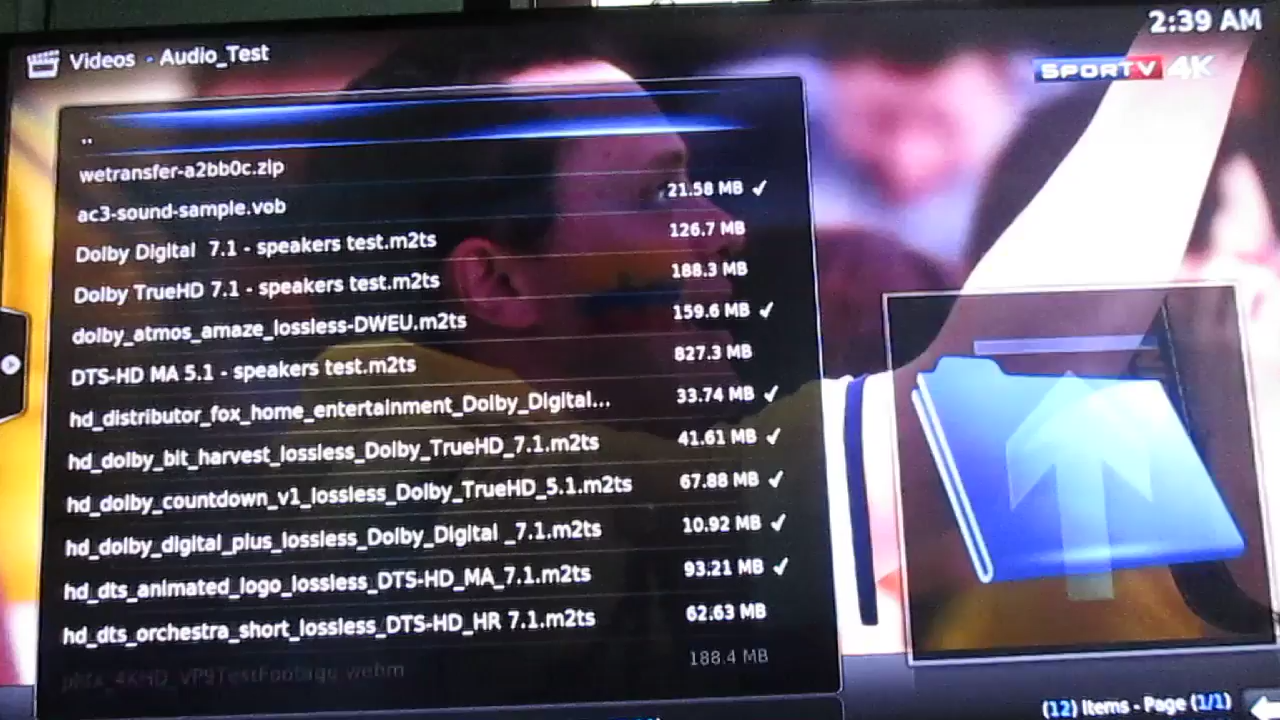 2:39 AM
Videos - Audio_Test
SPORTV 4K
..
wetransfer-a2bb0c.zip
ac3-sound-sample.vob 21.58 MB ✓
Dolby Digital 7.1 - speakers test.m2ts 126.7 MB
Dolby TrueHD 7.1 - speakers test.m2ts 188.3 MB
dolby_atmos_amaze_lossless-DWEU.m2ts 159.6 MB ✓
DTS-HD MA 5.1 - speakers test.m2ts 827.3 MB
hd_distributor_fox_home_entertainment_Dolby_Digital... 33.74 MB ✓
hd_dolby_bit_harvest_lossless_Dolby_TrueHD_7.1.m2ts 41.61 MB ✓
hd_dolby_countdown_v1_lossless_Dolby_TrueHD_5.1.m2ts 67.88 MB ✓
hd_dolby_digital_plus_lossless_Dolby_Digital _7.1.m2ts 10.92 MB ✓
hd_dts_animated_logo_lossless_DTS-HD_MA_7.1.m2ts 93.21 MB ✓
hd_dts_orchestra_short_lossless_DTS-HD_HR 7.1.m2ts 62.63 MB
phfx_4KHD_VP9TestFootage.webm 188.4 MB
(12) Items - Page (1/1)